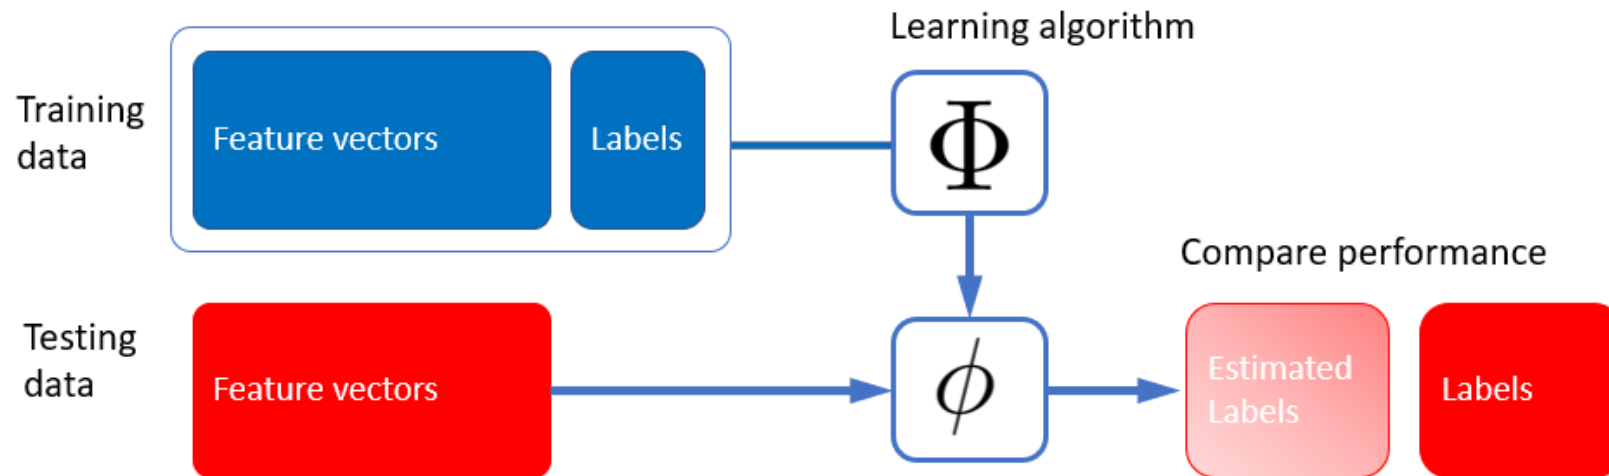 Learning algorithm
Training
data
Feature vectors
Labels
Φ
Compare performance
Testing
data
Feature vectors
ϕ
Estimated
Labels
Labels